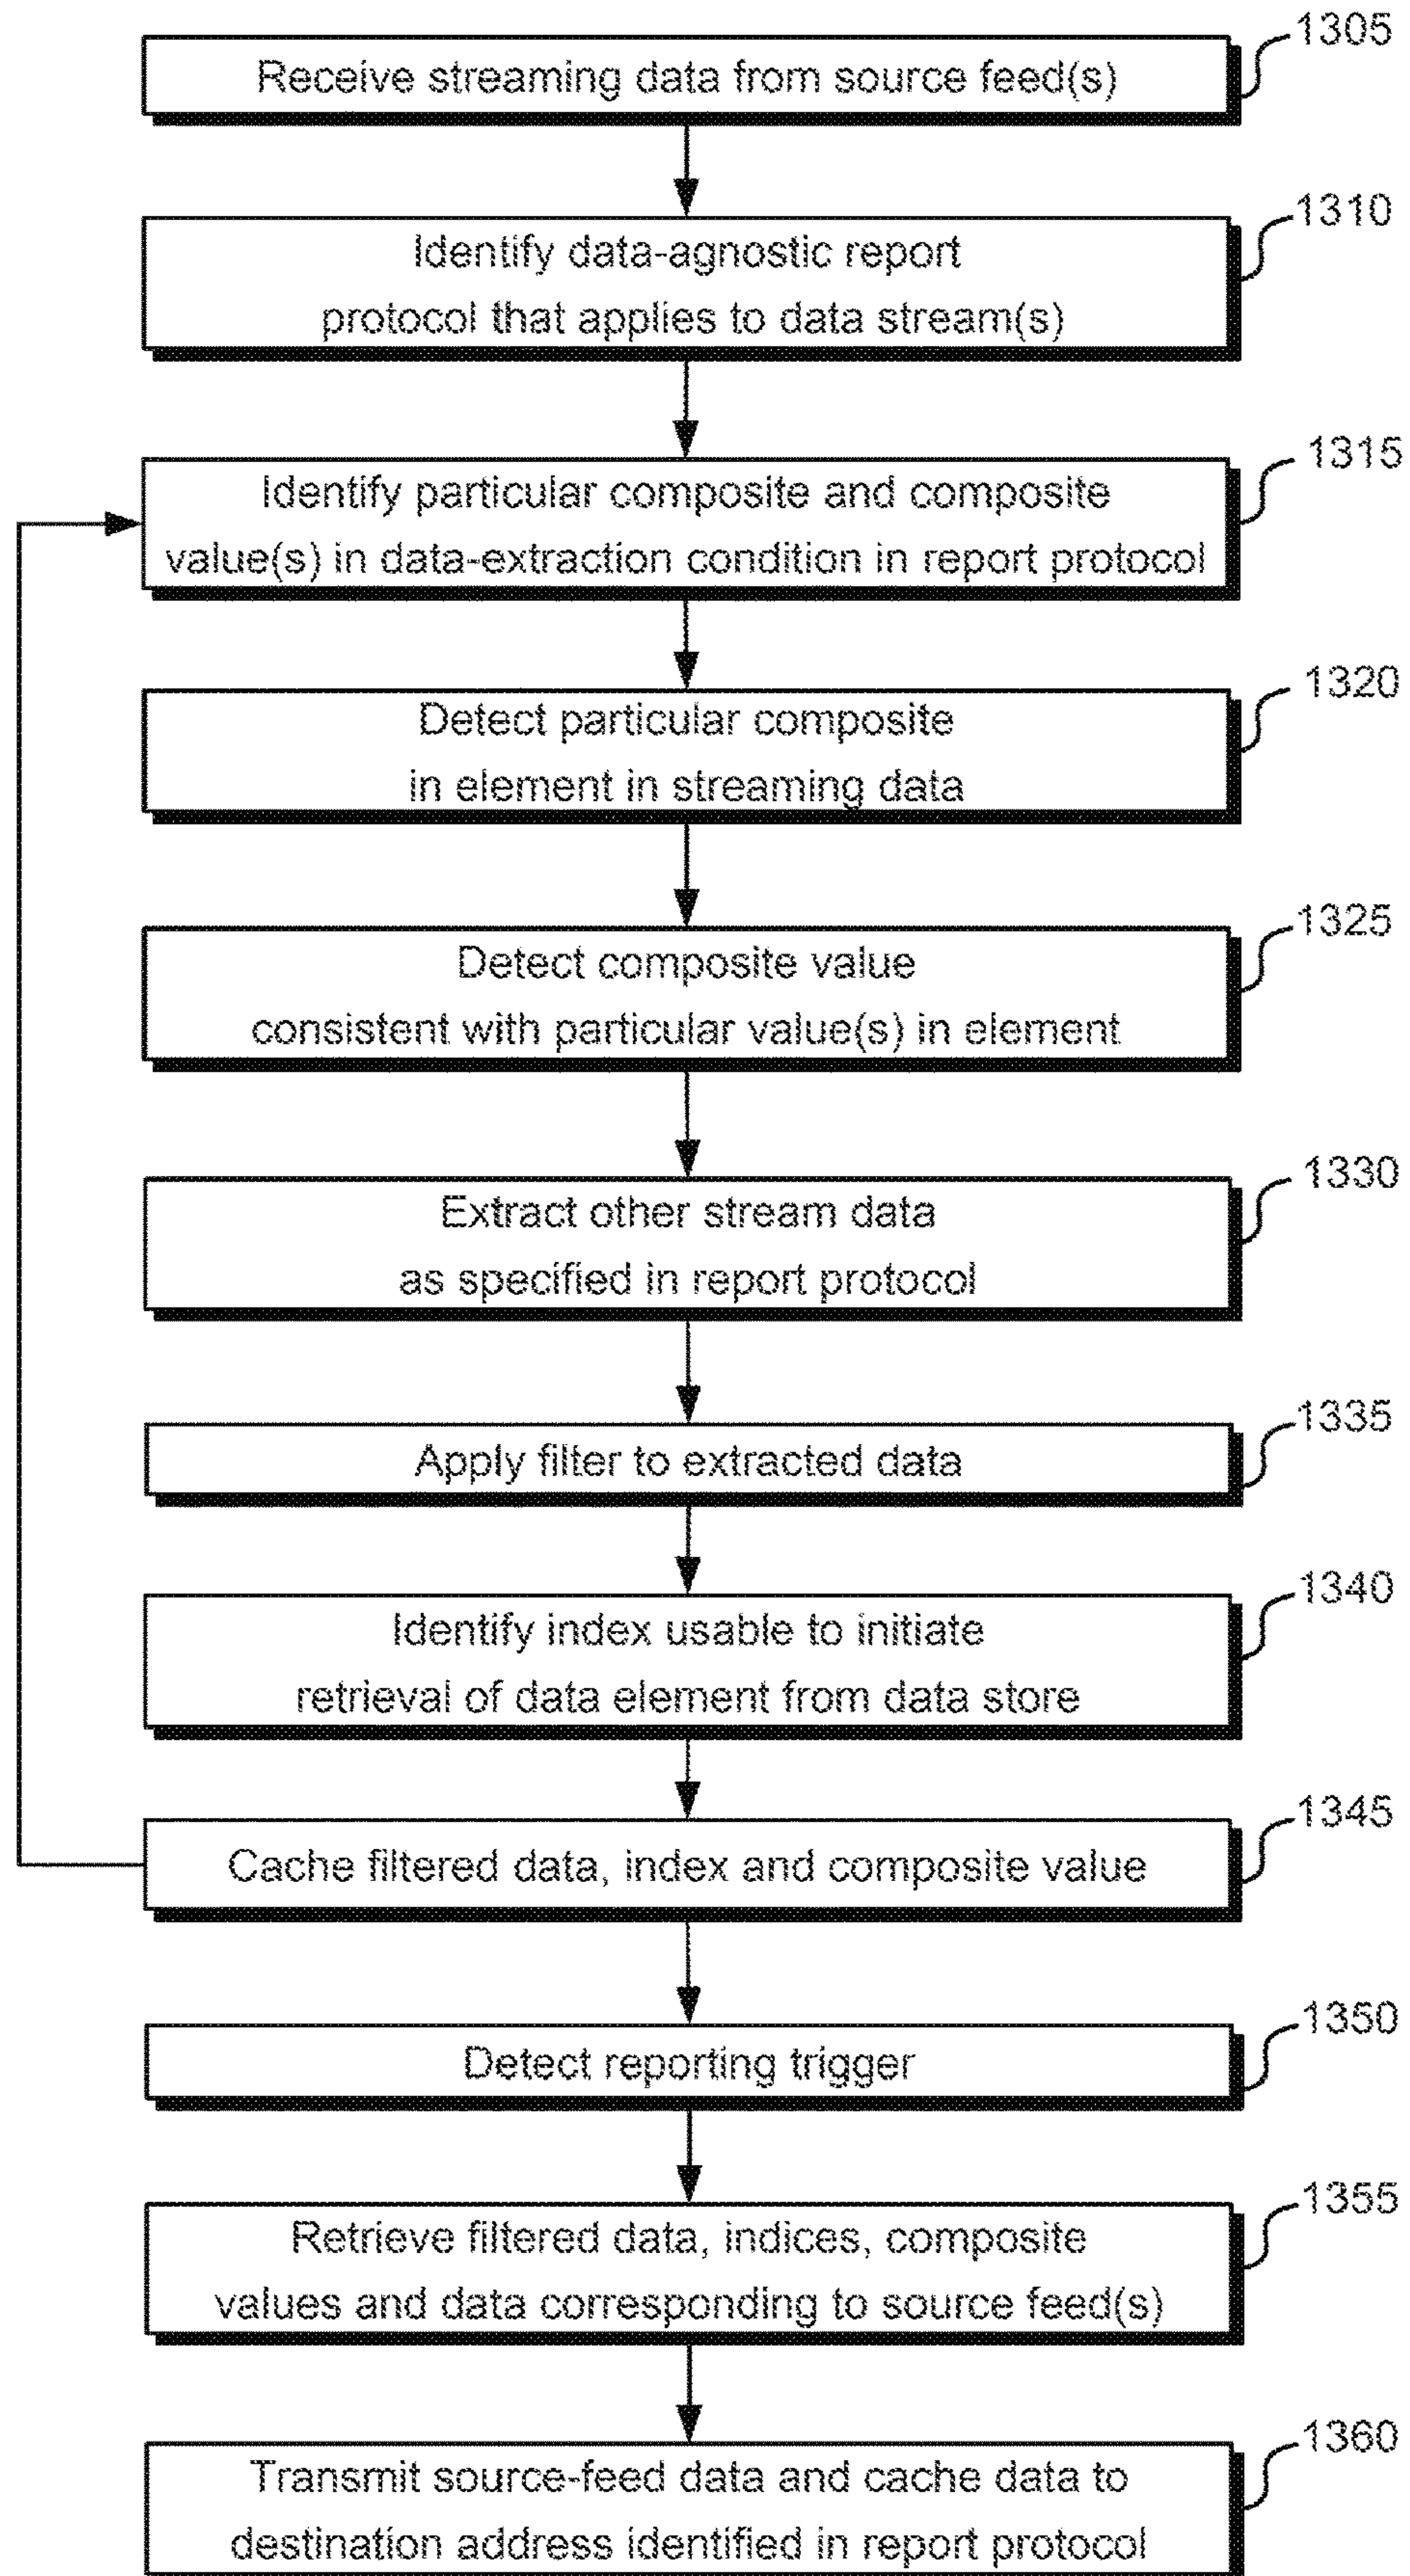 1305
Receive streaming data from source feed(s)
1310
Identify data-agnostic report
protocol that applies to data stream(s)
1315
Identify particular composite and composite
value(s) in data-extraction condition in report protocol
1320
Detect particular composite
in element in streaming data
1325
Detect composite value
consistent with particular value(s) in element
1330
Extract other stream data
as specified in report protocol
1335
Apply filter to extracted data
1340
Identify index usable to initiate
retrieval of data element from data store
1345
Cache filtered data, index and composite value
1350
Detect reporting trigger
1355
Retrieve filtered data, indices, composite
values and data corresponding to source feed(s)
1360
Transmit source-feed data and cache data to
destination address identified in report protocol